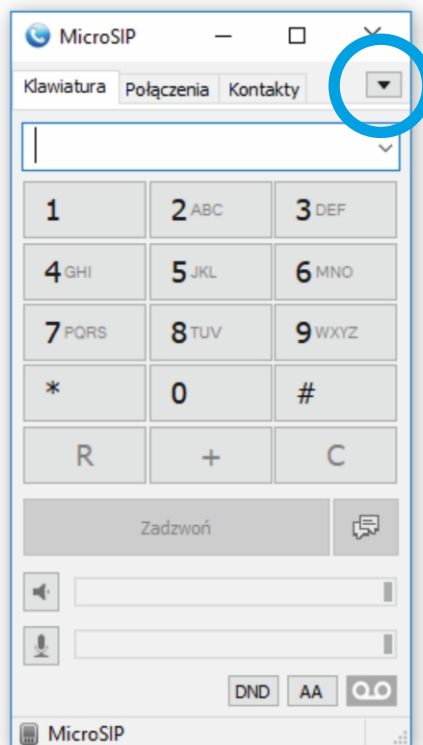 MicroSIP
Klawiatura Połączenia Kontakty
1 2 ABC 3 DEF
4 GHI 5 JKL 6 MNO
7 PQRS 8 TUV 9 WXYZ
* 0 #
R + C
Zadzwoń
DND AA
MicroSIP